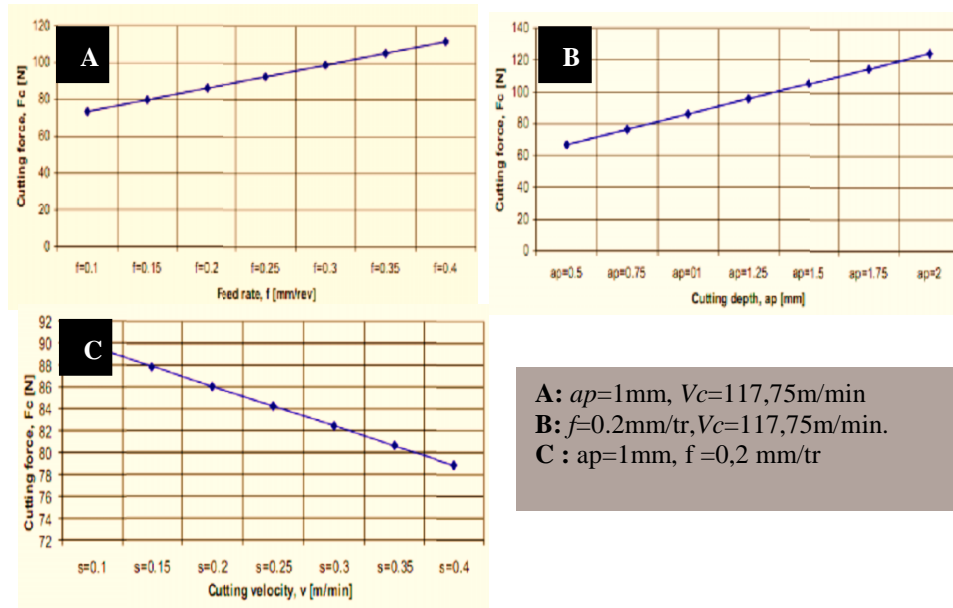 A
Cutting force, Fc [N]
120
100
80
60
40
20
0
f=0.1 f=0.15 f=0.2 f=0.25 f=0.3 f=0.35 f=0.4
Feed rate, f [mm/rev]
B
Cutting force, Fc [N]
140
120
100
80
60
40
20
0
ap=0.5 ap=0.75 ap=01 ap=1.25 ap=1.5 ap=1.75 ap=2
Cutting depth, ap [mm]
C
Cutting force, Fc [N]
92
90
88
86
84
82
80
78
76
74
72
s=0.1 s=0.15 s=0.2 s=0.25 s=0.3 s=0.35 s=0.4
Cutting velocity, v [m/min]
A: ap=1mm, Vc=117,75m/min
B: f=0.2mm/tr,Vc=117,75m/min.
C : ap=1mm, f =0,2 mm/tr